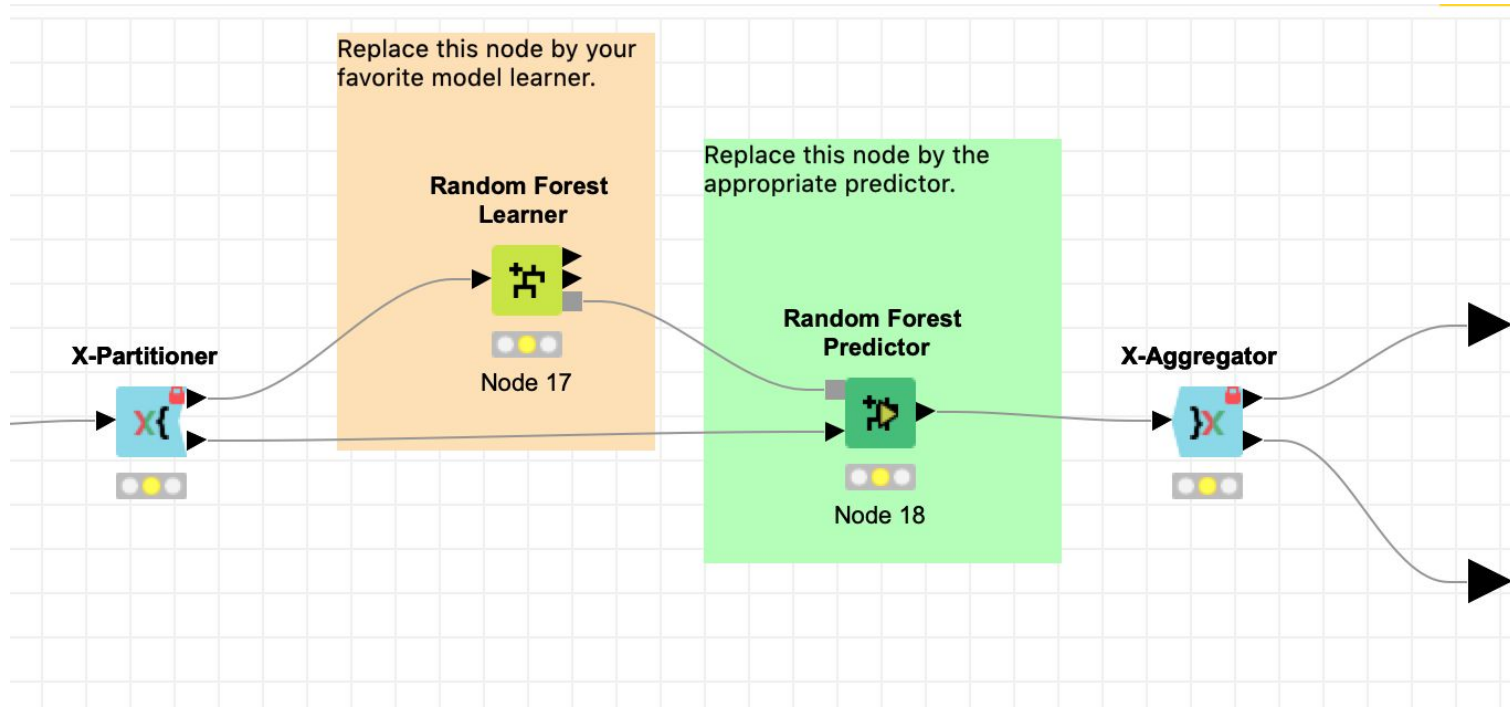 Replace this node by your
favorite model learner.
Replace this node by the
appropriate predictor.
Random Forest
Learner
Node 17
Random Forest
Predictor
Node 18
X-Partitioner
X{
X-Aggregator
}X